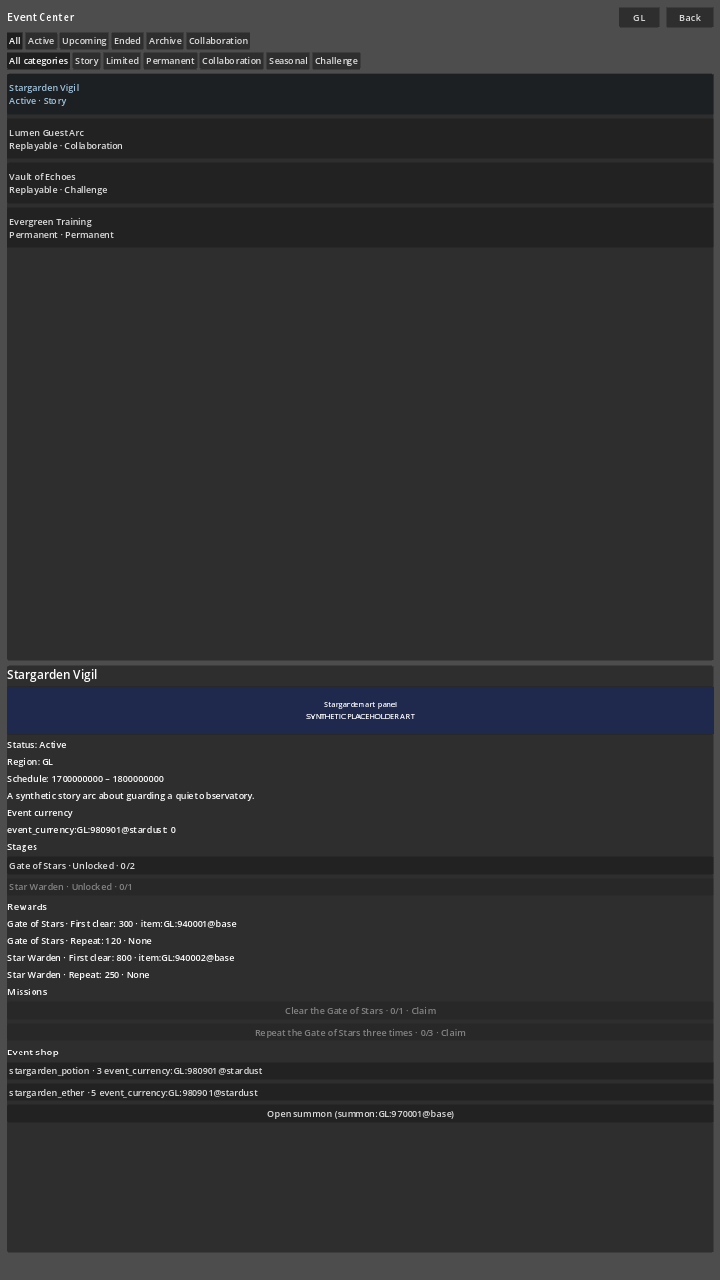 Event Center
GL
Back
All
Active
Upcoming
Ended
Archive
Collaboration
All categories
Story
Limited
Permanent
Collaboration
Seasonal
Challenge
Stargarden Vigil
Active · Story
Lumen Guest Arc
Replayable · Collaboration
Vault of Echoes
Replayable · Challenge
Evergreen Training
Permanent · Permanent
Stargarden Vigil
Stargarden art panel
SYNTHETIC PLACEHOLDER ART
Status: Active
Region: GL
Schedule: 1700000000 – 1800000000
A synthetic story arc about guarding a quiet observatory.
Event currency
event_currency:GL:980901@stardust: 0
Stages
Gate of Stars · Unlocked · 0/2
Star Warden · Unlocked · 0/1
Rewards
Gate of Stars · First clear: 300 · item:GL:940001@base
Gate of Stars · Repeat: 120 · None
Star Warden · First clear: 800 · item:GL:940002@base
Star Warden · Repeat: 250 · None
Missions
Clear the Gate of Stars · 0/1 · Claim
Repeat the Gate of Stars three times · 0/3 · Claim
Event shop
stargarden_potion · 3 event_currency:GL:980901@stardust
stargarden_ether · 5 event_currency:GL:980901@stardust
Open summon (summon:GL:970001@base)